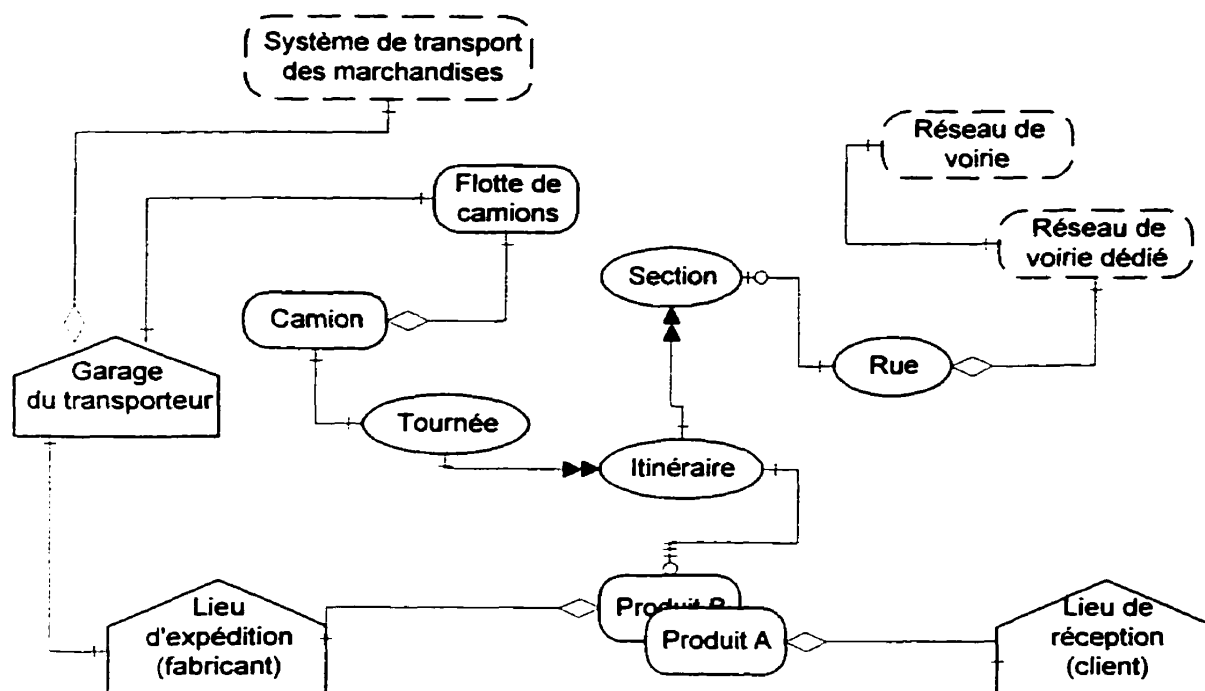 Système de transport
des marchandises
Réseau de
voirie
Flotte de
camions
Réseau de
voirie dédié
Section
Camion
Rue
Garage
du transporteur
Tournée
Itinéraire
Lieu
d'expédition
(fabricant)
Produit B
Produit A
Lieu de
réception
(client)